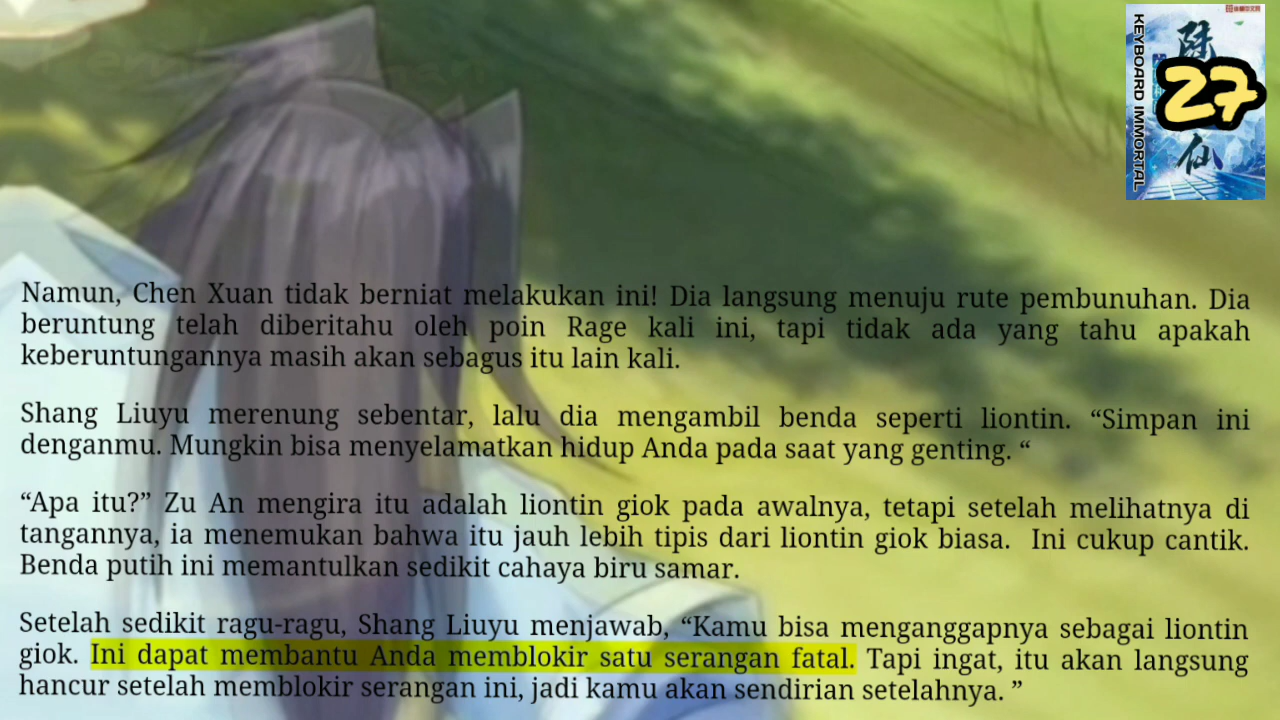 KEYBOARD IMMORTAL
陆
27
仙
Namun, Chen Xuan tidak berniat melakukan ini! Dia langsung menuju rute pembunuhan. Dia
beruntung telah diberitahu oleh poin Rage kali ini, tapi tidak ada yang tahu apakah
keberuntungannya masih akan sebagus itu lain kali.
Shang Liuyu merenung sebentar, lalu dia mengambil benda seperti liontin. “Simpan ini
denganmu. Mungkin bisa menyelamatkan hidup Anda pada saat yang genting. “
“Apa itu?” Zu An mengira itu adalah liontin giok pada awalnya, tetapi setelah melihatnya di
tangannya, ia menemukan bahwa itu jauh lebih tipis dari liontin giok biasa.  Ini cukup cantik.
Benda putih ini memantulkan sedikit cahaya biru samar.
Setelah sedikit ragu-ragu, Shang Liuyu menjawab, “Kamu bisa menganggapnya sebagai liontin
giok. Ini dapat membantu Anda memblokir satu serangan fatal. Tapi ingat, itu akan langsung
hancur setelah memblokir serangan ini, jadi kamu akan sendirian setelahnya. ”